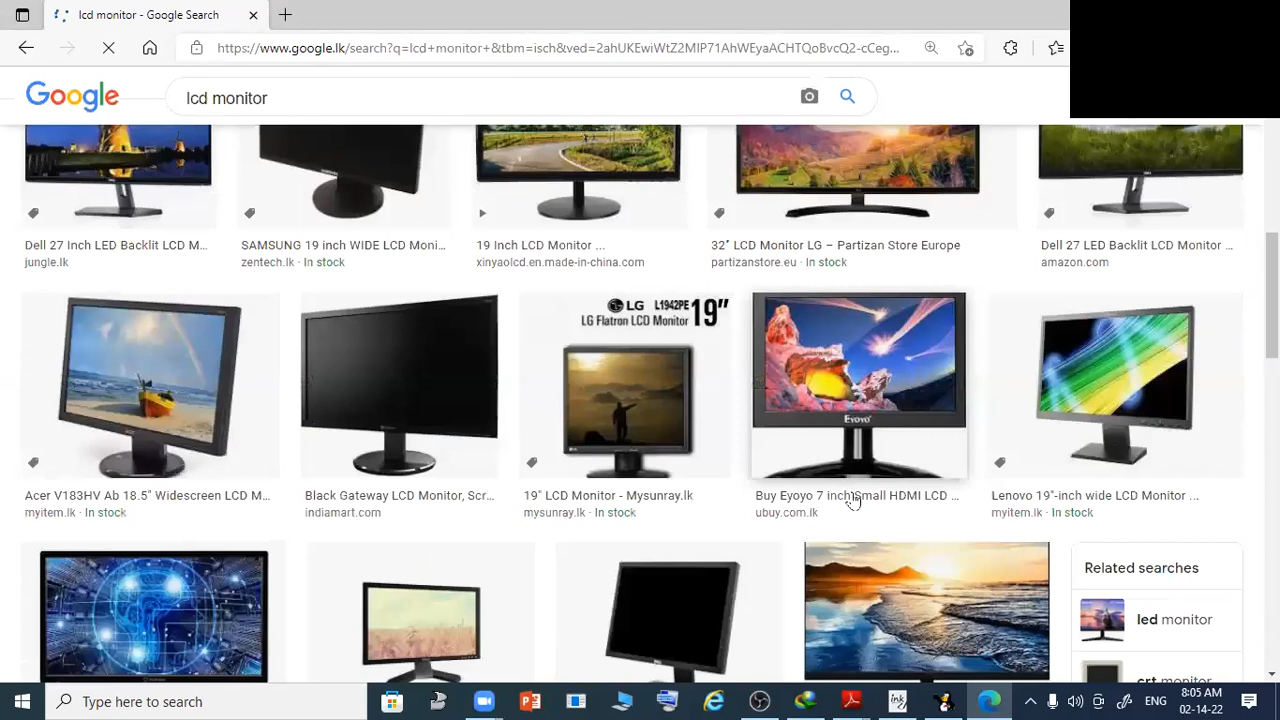 lcd monitor - Google Search
https://www.google.lk/search?q=lcd+monitor+&tbm=isch&ved=2ahUKEwiWtZ2MlP71AhWEyaACHTQoBvcQ2-cCeg...
Google
lcd monitor
Dell 27 Inch LED Backlit LCD M...
jungle.lk
SAMSUNG 19 inch WIDE LCD Moni...
zentech.lk · In stock
19 Inch LCD Monitor ...
xinyaolcd.en.made-in-china.com
32" LCD Monitor LG – Partizan Store Europe
partizanstore.eu · In stock
Dell 27 LED Backlit LCD Monitor ...
amazon.com
LG L1942PE 19"
LG Flatron LCD Monitor
Eyoyo
Acer V183HV Ab 18.5" Widescreen LCD M...
myitem.lk · In stock
Black Gateway LCD Monitor, Scr...
indiamart.com
19" LCD Monitor - Mysunray.lk
mysunray.lk · In stock
Buy Eyoyo 7 inch Small HDMI LCD ...
ubuy.com.lk
Lenovo 19"-inch wide LCD Monitor ...
myitem.lk · In stock
Related searches
led monitor
crt monitor
Type here to search
ENG
8:05 AM
02-14-22